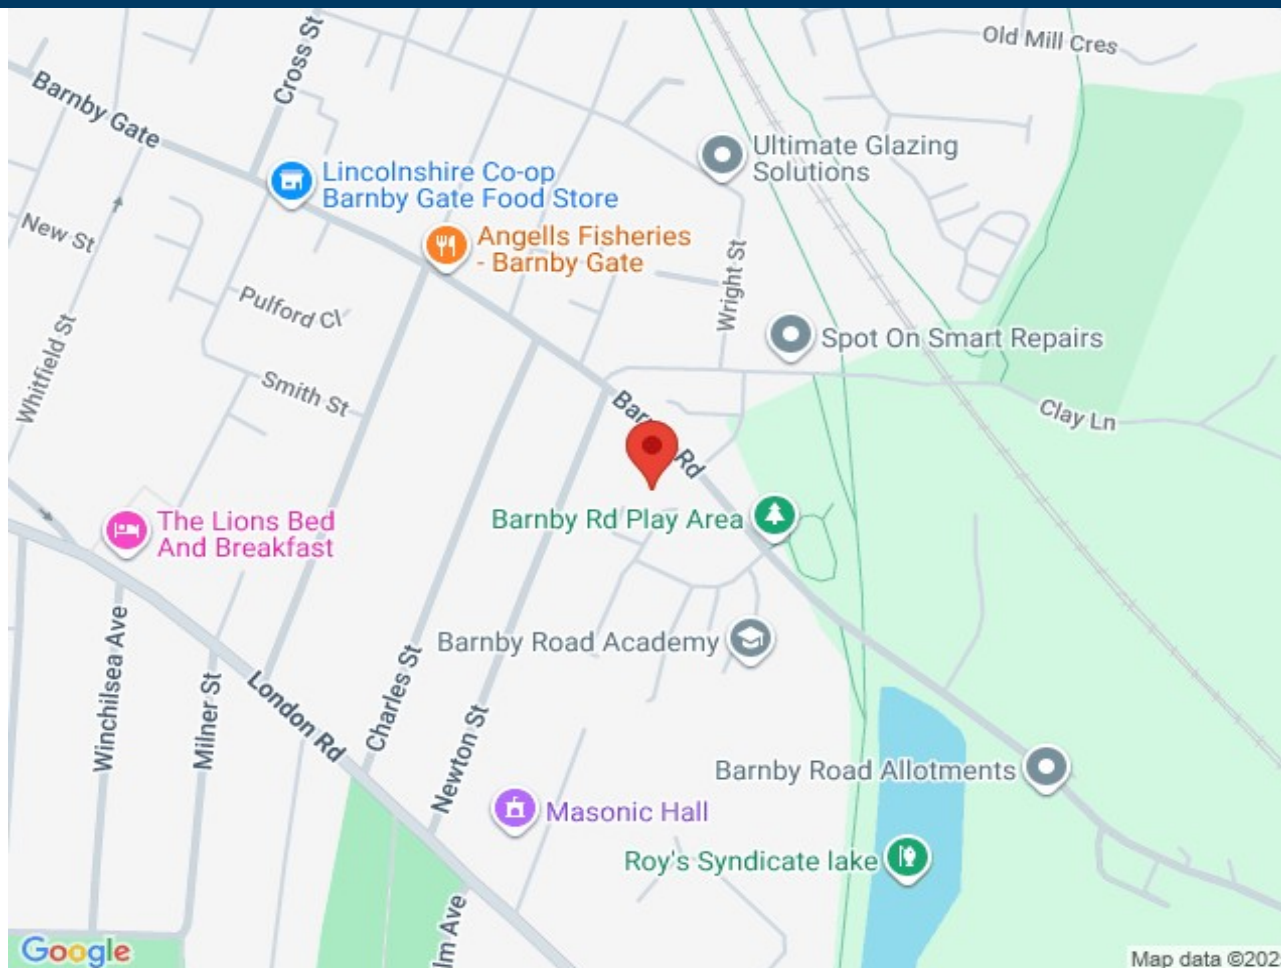 Old Mill Cres
Cross St
Barnby Gate
Ultimate Glazing
Solutions
Lincolnshire Co-op
Barnby Gate Food Store
New St
Angells Fisheries
- Barnby Gate
Wright St
Pulford Cl
Whitfield St
Spot On Smart Repairs
Smith St
Clay Ln
Rd
The Lions Bed
And Breakfast
Barnby Rd Play Area
Winchilsea Ave
Milner St
London Rd
Charles St
Newton St
Barnby Road Academy
Barnby Road Allotments
Masonic Hall
Roy's Syndicate lake
Ave
Google
Map data ©202